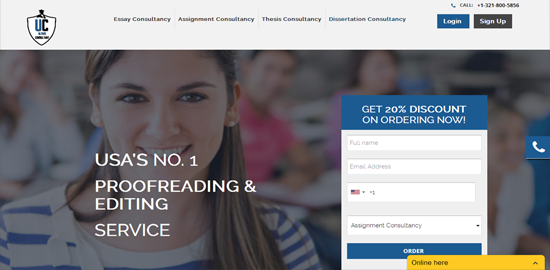 CALL: +1-321-800-5856
UC
Essay Consultancy
Assignment Consultancy
Thesis Consultancy
Dissertation Consultancy
Login
Sign Up
GET 20% DISCOUNT
ON ORDERING NOW!
Full name
Email Address
+1
Assignment Consultancy
ORDER
USA'S NO. 1
PROOFREADING &
EDITING
SERVICE
Online here